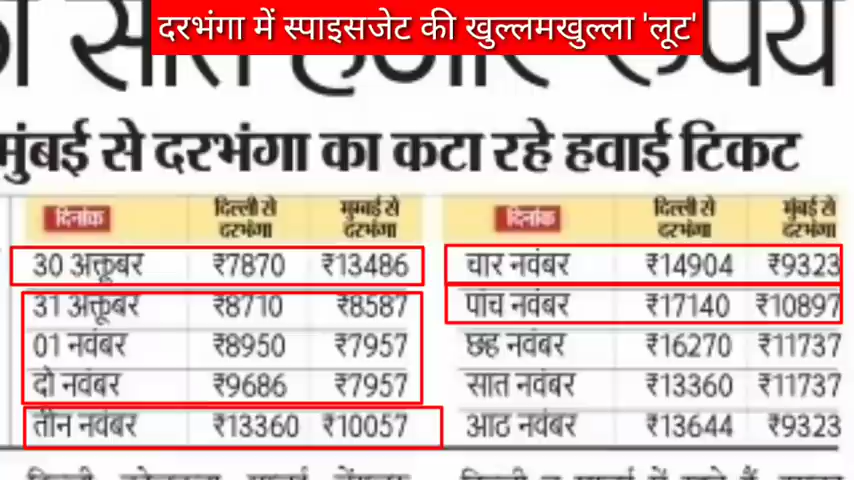 दरभंगा में स्पाइसजेट की खुल्लमखुल्ला 'लूट'
मुंबई से दरभंगा का कटा रहे हवाई टिकट
दिनांक दिल्ली से दरभंगा मुम्बई से दरभंगा
30 अक्तूबर ₹7870 ₹13486
31 अक्तूबर ₹8710 ₹8587
01 नवंबर ₹8950 ₹7957
दो नवंबर ₹9686 ₹7957
तीन नवंबर ₹13360 ₹10057
दिनांक दिल्ली से दरभंगा मुंबई से दरभंगा
चार नवंबर ₹14904 ₹9323
पांच नवंबर ₹17140 ₹10897
छह नवंबर ₹16270 ₹11737
सात नवंबर ₹13360 ₹11737
आठ नवंबर ₹13644 ₹9323